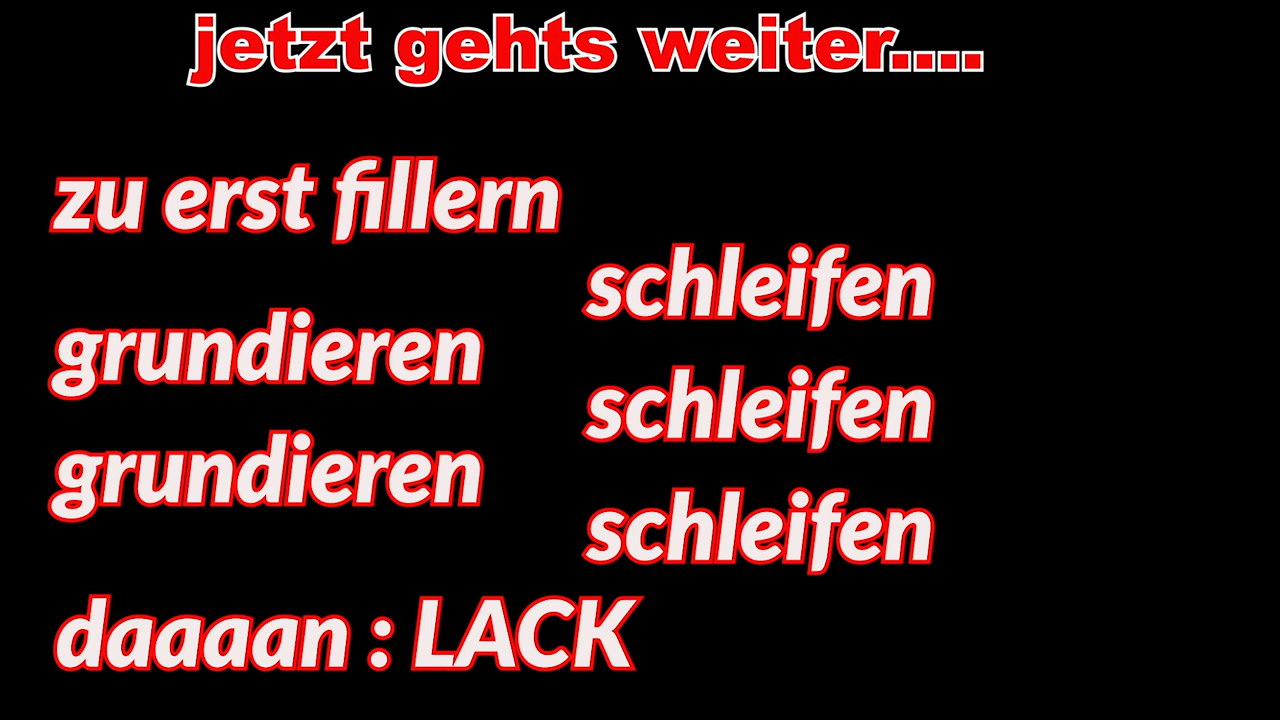 jetzt gehts weiter....
zu erst fillern
schleifen
grundieren
schleifen
grundieren
schleifen
daaaan : LACK